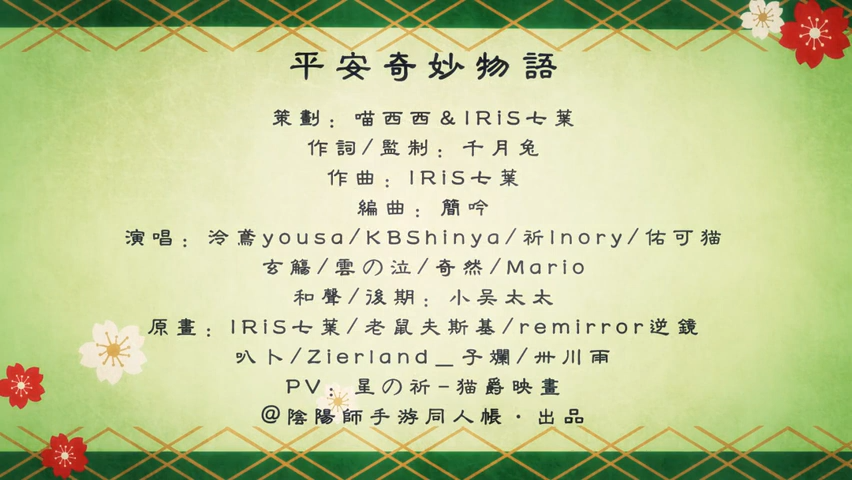 平安奇妙物語
策劃：喵西西＆IRiS七葉
作詞/監制：千月兔
作曲：IRiS七葉
編曲：簡吟
演唱：泠鳶yousa/KBShinya/祈Inory/佑可猫
玄觴/雲の泣/奇然/Mario
和聲/後期：小吴太太
原畫：IRiS七葉/老鼠夫斯基/remirror逆鏡
叭卜/Zierland＿子斕/卅川雨
PV：星の祈-猫爵映畫
@陰陽師手游同人帳·出品